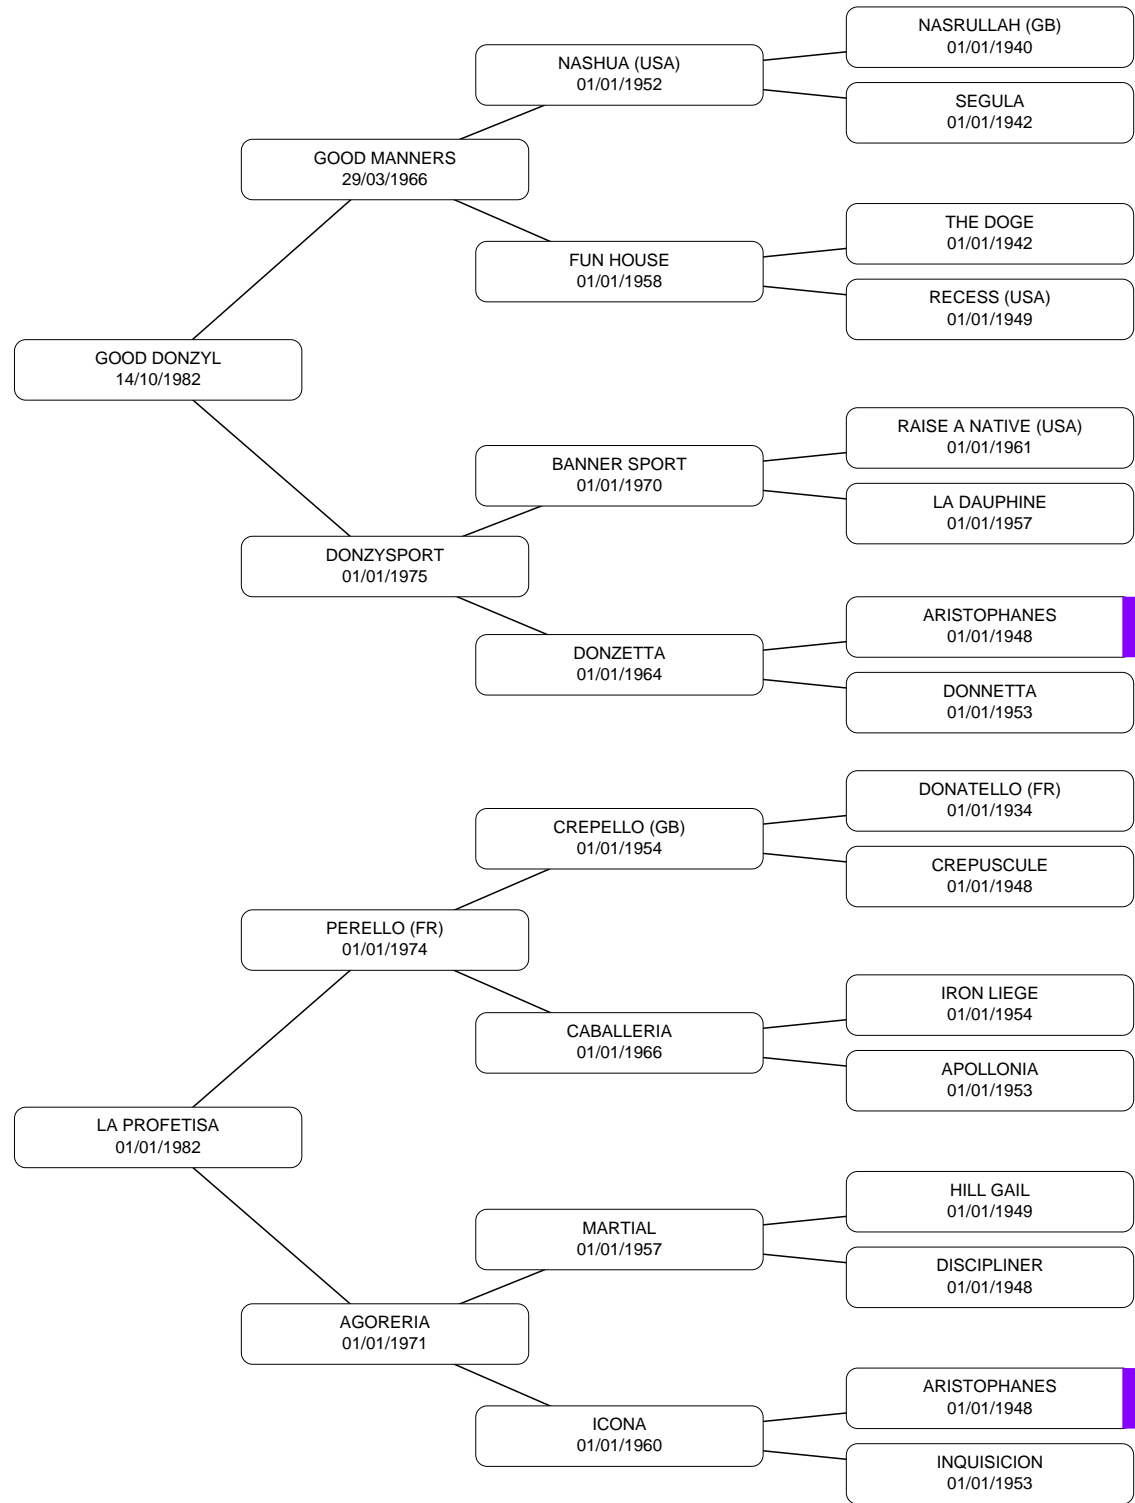 NASRULLAH (GB)
01/01/1940
NASHUA (USA)
01/01/1952
SEGULA
01/01/1942
GOOD MANNERS
29/03/1966
THE DOGE
01/01/1942
FUN HOUSE
01/01/1958
RECESS (USA)
01/01/1949
GOOD DONZYL
14/10/1982
RAISE A NATIVE (USA)
01/01/1961
BANNER SPORT
01/01/1970
LA DAUPHINE
01/01/1957
DONZYSPORT
01/01/1975
ARISTOPHANES
01/01/1948
DONZETTA
01/01/1964
DONNETTA
01/01/1953
DONATELLO (FR)
01/01/1934
CREPELLO (GB)
01/01/1954
CREPUSCULE
01/01/1948
PERELLO (FR)
01/01/1974
IRON LIEGE
01/01/1954
CABALLERIA
01/01/1966
APOLLONIA
01/01/1953
LA PROFETISA
01/01/1982
HILL GAIL
01/01/1949
MARTIAL
01/01/1957
DISCIPLINER
01/01/1948
AGORERIA
01/01/1971
ARISTOPHANES
01/01/1948
ICONA
01/01/1960
INQUISICION
01/01/1953